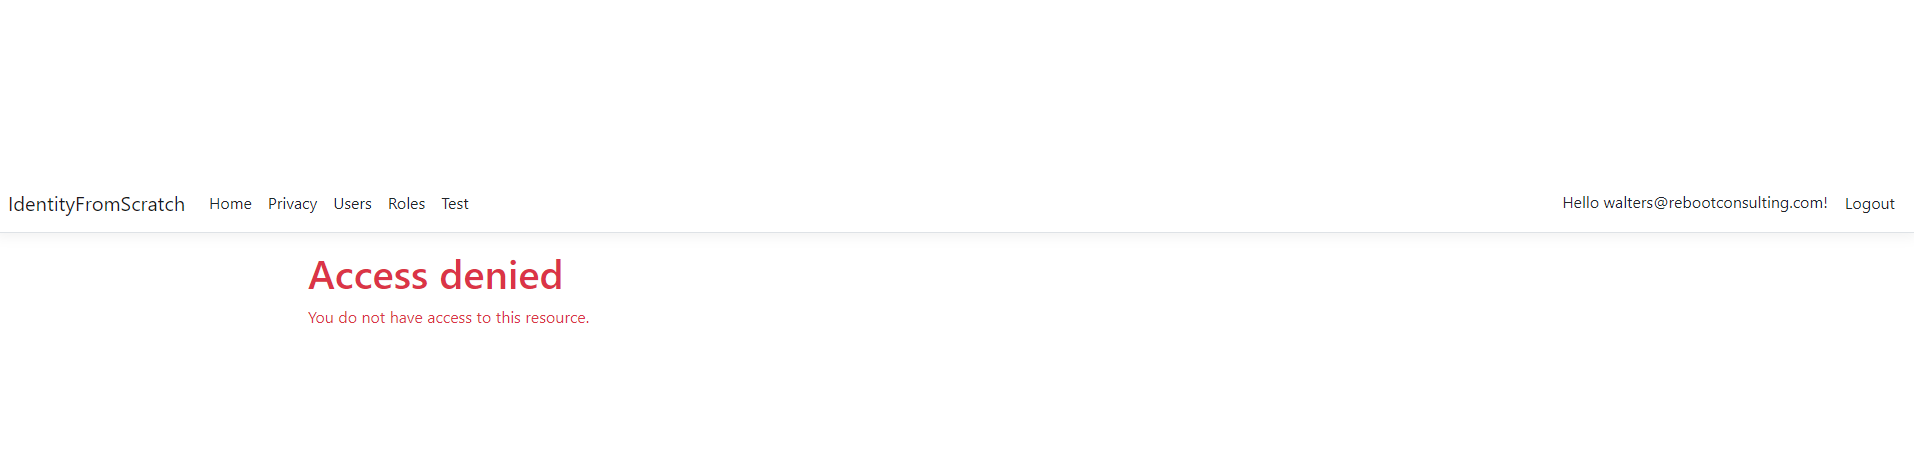 IdentityFromScratch Home Privacy Users Roles Test Hello walters@rebootconsulting.com! Logout
Access denied
You do not have access to this resource.